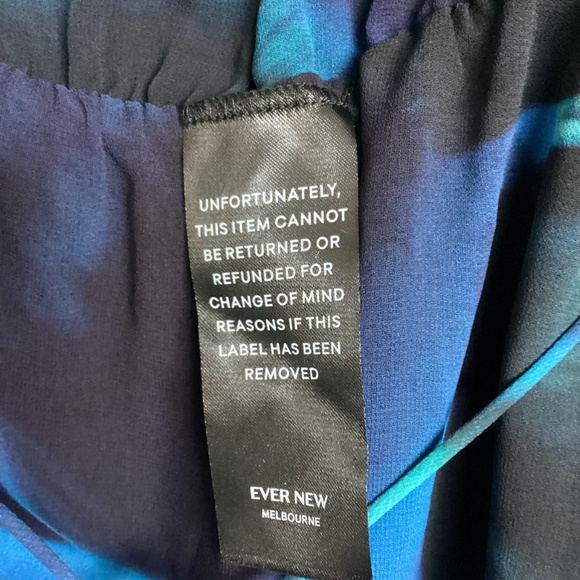 UNFORTUNATELY,
THIS ITEM CANNOT
BE RETURNED OR
REFUNDED FOR
CHANGE OF MIND
REASONS IF THIS
LABEL HAS BEEN
REMOVED
EVER NEW
MELBOURNE